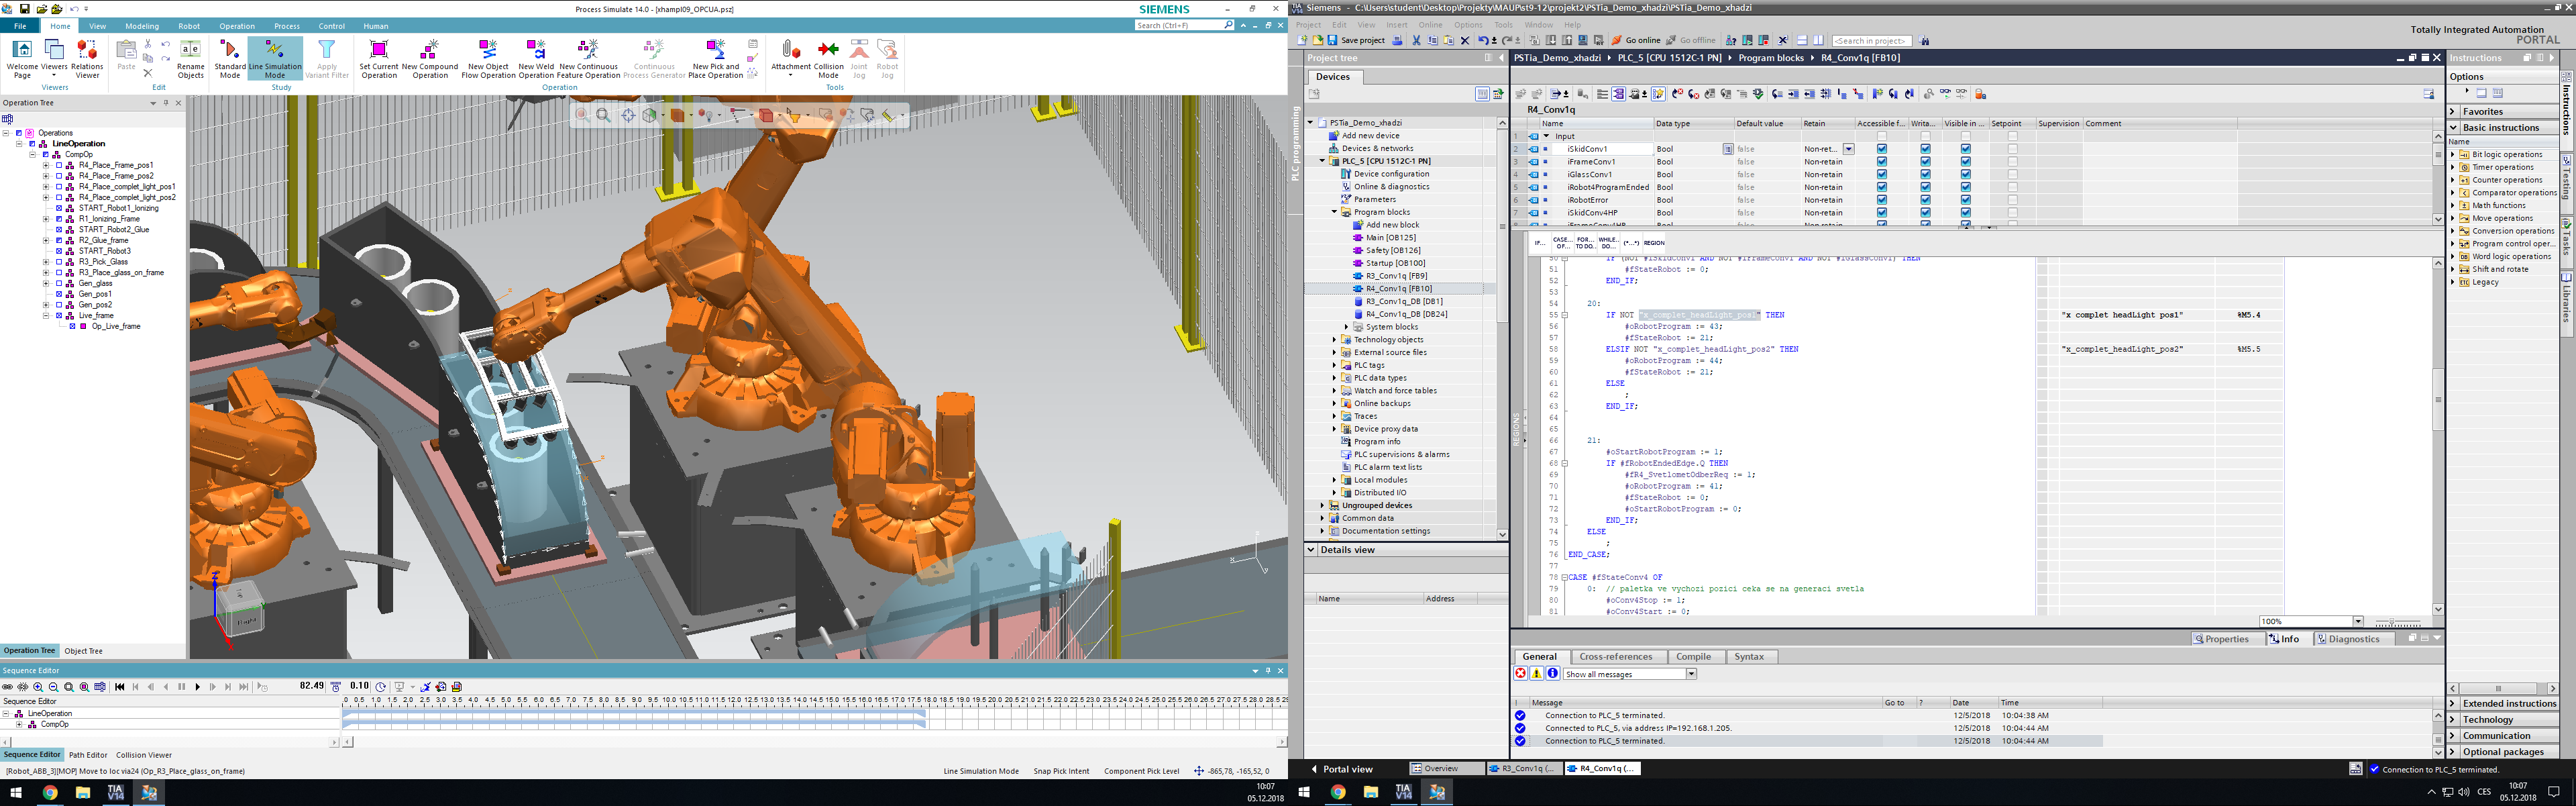 Process Simulate 14.0 - [xhampl09_OPCUA.psz]
SIEMENS
File Home View Modeling Robot Operation Process Control Human
Search (Ctrl+F)
Welcome Page
Viewers
Relations Viewer
Paste
Rename Objects
Standard Mode
Line Simulation Mode
Apply Variant Filter
Set Current Operation
New Compound Operation
New Object Flow Operation
New Weld Operation
New Continuous Feature Operation
Continuous Process Generator
New Pick and Place Operation
Attachment
Collision Mode
Joint Jog
Robot Jog
Viewers Edit Study Operation Tools
Operation Tree
Operations
LineOperation
CompOp
R4_Place_Frame_pos1
R4_Place_Frame_pos2
R4_Place_complet_light_pos1
R4_Place_complet_light_pos2
START_Robot1_Ionizing
R1_Ionizing_Frame
START_Robot2_Glue
R2_Glue_frame
START_Robot3
R3_Pick_Glass
R3_Place_glass_on_frame
Gen_glass
Gen_pos1
Gen_pos2
Live_frame
Op_Live_frame
Operation Tree Object Tree
Sequence Editor
82.49 0.10
Sequence Editor
LineOperation
CompOp
Sequence Editor Path Editor Collision Viewer
[Robot_ABB_3][MOP] Move to loc via24 (Op_R3_Place_glass_on_frame)
Line Simulation Mode Snap Pick Intent Component Pick Level -865,78, -165,52, 0
10:07
05.12.2018
Siemens - C:\Users\student\Desktop\Projekty\MAUP\st9-12\projekt2\PSTia_Demo_xhadzi\PSTia_Demo_xhadzi
Project Edit View Insert Online Options Tools Window Help
Totally Integrated Automation
PORTAL
Save project Go online Go offline <Search in project>
Project tree
Devices
PLC programming
PSTia_Demo_xhadzi
Add new device
Devices & networks
PLC_5 [CPU 1512C-1 PN]
Device configuration
Online & diagnostics
Parameters
Program blocks
Add new block
Main [OB125]
Safety [OB126]
Startup [OB100]
R3_Conv1q [FB9]
R4_Conv1q [FB10]
R3_Conv1q_DB [DB1]
R4_Conv1q_DB [DB24]
System blocks
Technology objects
External source files
PLC tags
PLC data types
Watch and force tables
Online backups
Traces
Device proxy data
Program info
PLC supervisions & alarms
PLC alarm text lists
Local modules
Distributed I/O
Ungrouped devices
Common data
Documentation settings
Details view
Name Address
PSTia_Demo_xhadzi PLC_5 [CPU 1512C-1 PN] Program blocks R4_Conv1q [FB10]
R4_Conv1q
Name Data type Default value Retain Accessible f... Writa... Visible in ... Setpoint Supervision Comment
1 Input
2 iSkidConv1 Bool false Non-ret...
3 iFrameConv1 Bool false Non-retain
4 iGlassConv1 Bool false Non-retain
5 iRobot4ProgramEnded Bool false Non-retain
6 iRobotError Bool false Non-retain
7 iSkidConv4HP Bool false Non-retain
IF... CASE... OF... FOR... TO DO... WHILE... DO... (*...*) REGION
REGIONS
50 IF (NOT #iSkidConv1 AND NOT #iFrameConv1 AND NOT #iGlassConv1) THEN
51 #fStateRobot := 0;
52 END_IF;
53
54 20:
55 IF NOT "x_complet_headLight_pos1" THEN
56 #oRobotProgram := 43;
57 #fStateRobot := 21;
58 ELSIF NOT "x_complet_headLight_pos2" THEN
59 #oRobotProgram := 44;
60 #fStateRobot := 21;
61 ELSE
62 ;
63 END_IF;
64
65
66 21:
67 #oStartRobotProgram := 1;
68 IF #fRobotEndedEdge.Q THEN
69 #fR4_SvetlometOdberReq := 1;
70 #oRobotProgram := 41;
71 #fStateRobot := 0;
72 #oStartRobotProgram := 0;
73 END_IF;
74 ELSE
75 ;
76 END_CASE;
77
78 CASE #fStateConv4 OF
79 0: // paletka ve vychozi pozici ceka se na generaci svetla
80 #oConv4Stop := 1;
81 #oConv4Start := 0;
"x complet headLight pos1" %M5.4
"x_complet_headLight_pos2" %M5.5
100%
Properties Info Diagnostics
General Cross-references Compile Syntax
Show all messages
! Message Go to ? Date Time
Connection to PLC_5 terminated. 12/5/2018 10:04:38 AM
Connected to PLC_5, via address IP=192.168.1.205. 12/5/2018 10:04:44 AM
Connection to PLC_5 terminated. 12/5/2018 10:04:44 AM
Instructions
Options
Favorites
Basic instructions
Name
Bit logic operations
Timer operations
Counter operations
Comparator operations
Math functions
Move operations
Conversion operations
Program control oper...
Word logic operations
Shift and rotate
Legacy
Extended instructions
Technology
Communication
Optional packages
Instructions
Testing
Tasks
Libraries
Portal view Overview R3_Conv1q (... R4_Conv1q (... Connection to PLC_5 terminated.
CES
10:07
05.12.2018